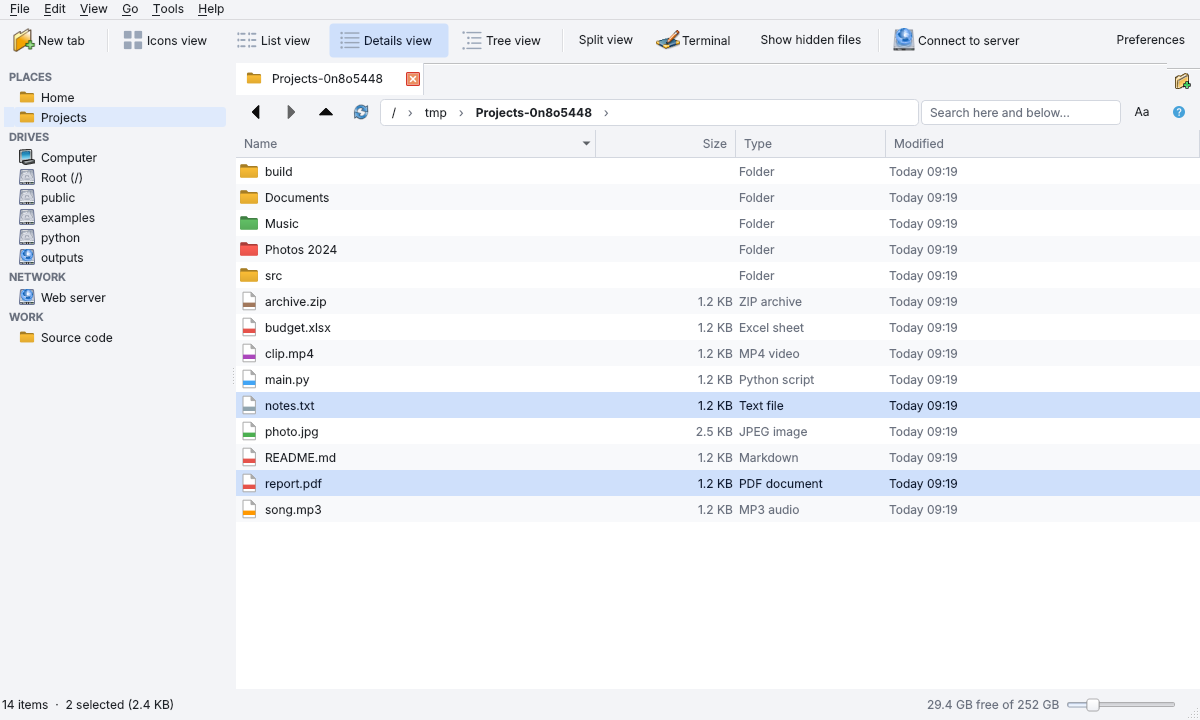 File Edit View Go Tools Help
New tab Icons view List view Details view Tree view Split view Terminal Show hidden files Connect to server Preferences
PLACES
Home
Projects
DRIVES
Computer
Root (/)
public
examples
python
outputs
NETWORK
Web server
WORK
Source code
Projects-0n8o5448
/ › tmp › Projects-0n8o5448 › Search here and below... Aa ?
Name Size Type Modified
build Folder Today 09:19
Documents Folder Today 09:19
Music Folder Today 09:19
Photos 2024 Folder Today 09:19
src Folder Today 09:19
archive.zip 1.2 KB ZIP archive Today 09:19
budget.xlsx 1.2 KB Excel sheet Today 09:19
clip.mp4 1.2 KB MP4 video Today 09:19
main.py 1.2 KB Python script Today 09:19
notes.txt 1.2 KB Text file Today 09:19
photo.jpg 2.5 KB JPEG image Today 09:19
README.md 1.2 KB Markdown Today 09:19
report.pdf 1.2 KB PDF document Today 09:19
song.mp3 1.2 KB MP3 audio Today 09:19
14 items · 2 selected (2.4 KB) 29.4 GB free of 252 GB